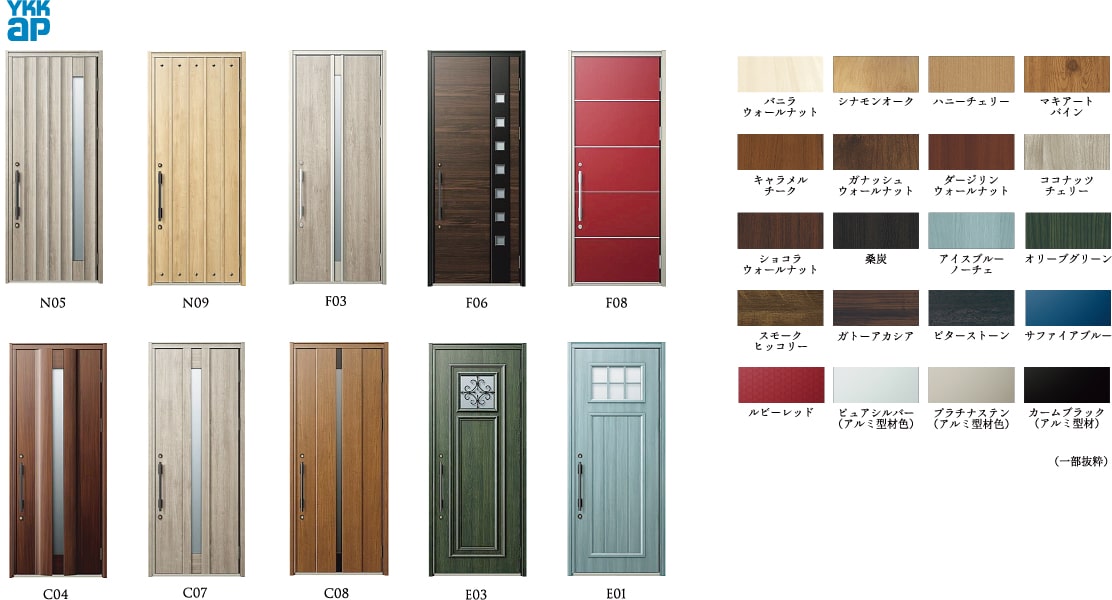 YKK
ap
N05
N09
F03
F06
F08
C04
C07
C08
E03
E01
バニラ
ウォールナット
シナモンオーク
ハニーチェリー
マキアート
パイン
キャラメル
チーク
ガナッシュ
ウォールナット
ダージリン
ウォールナット
ココナッツ
チェリー
ショコラ
ウォールナット
桑炭
アイスブルー
ノーチェ
オリーブグリーン
スモーク
ヒッコリー
ガトーアカシア
ビターストーン
サファイアブルー
ルビーレッド
ピュアシルバー
(アルミ型材色)
プラチナステン
(アルミ型材色)
カームブラック
(アルミ型材)
(一部抜粋)